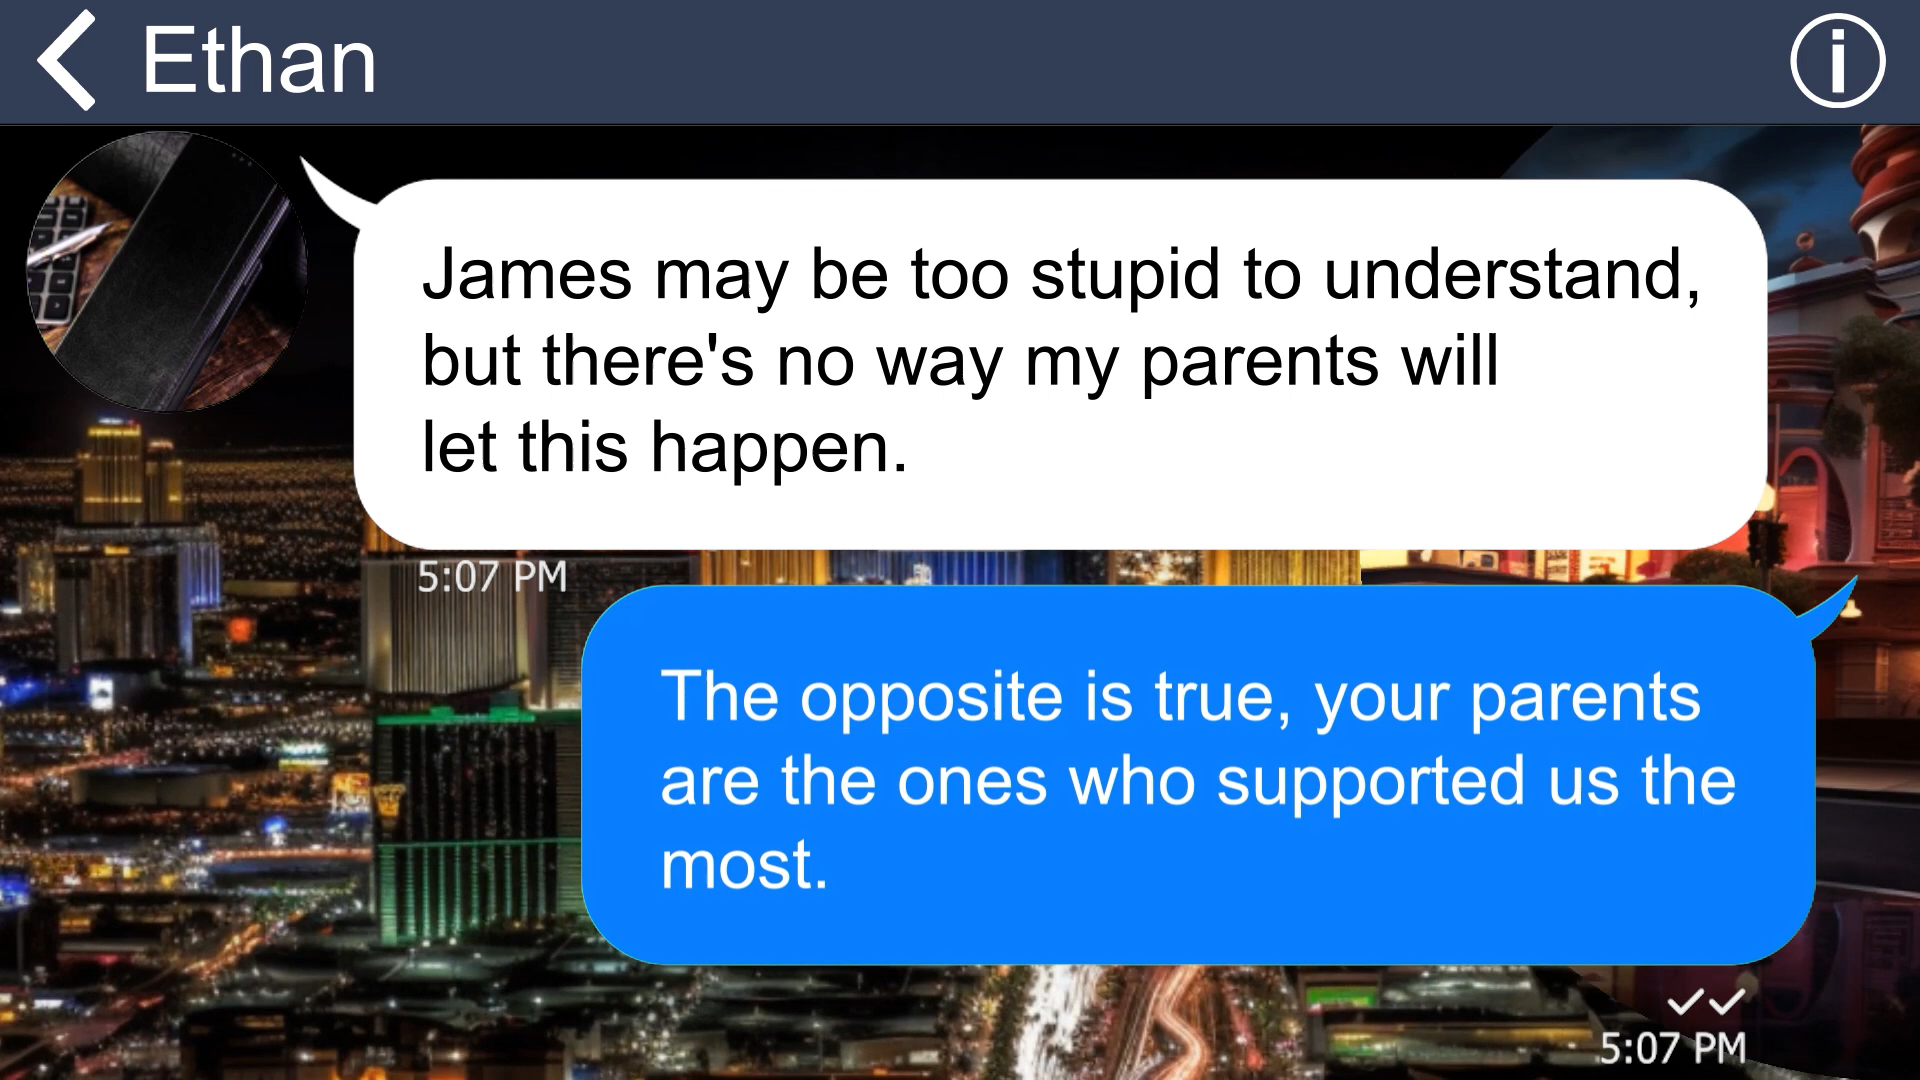 Ethan
James may be too stupid to understand,
but there's no way my parents will
let this happen.
5:07 PM
The opposite is true, your parents
are the ones who supported us the
most.
5:07 PM